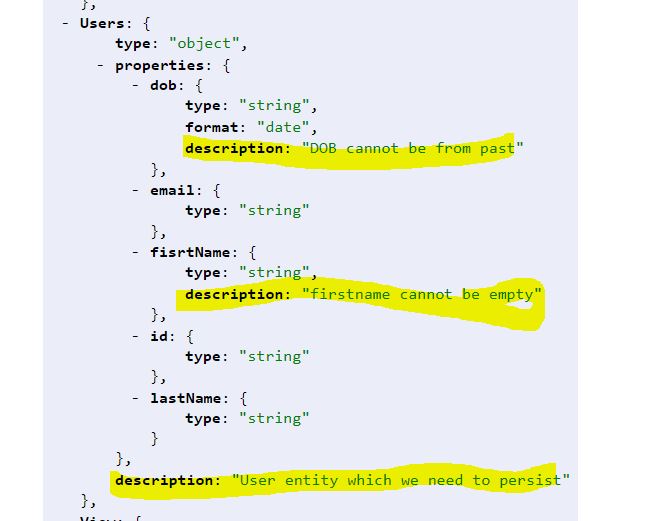 },
- Users: {
type: "object",
- properties: {
- dob: {
type: "string",
format: "date",
description: "DOB cannot be from past"
},
- email: {
type: "string"
},
- fisrtName: {
type: "string",
description: "firstname cannot be empty"
},
- id: {
type: "string"
},
- lastName: {
type: "string"
}
},
description: "User entity which we need to persist"
},
- View: {